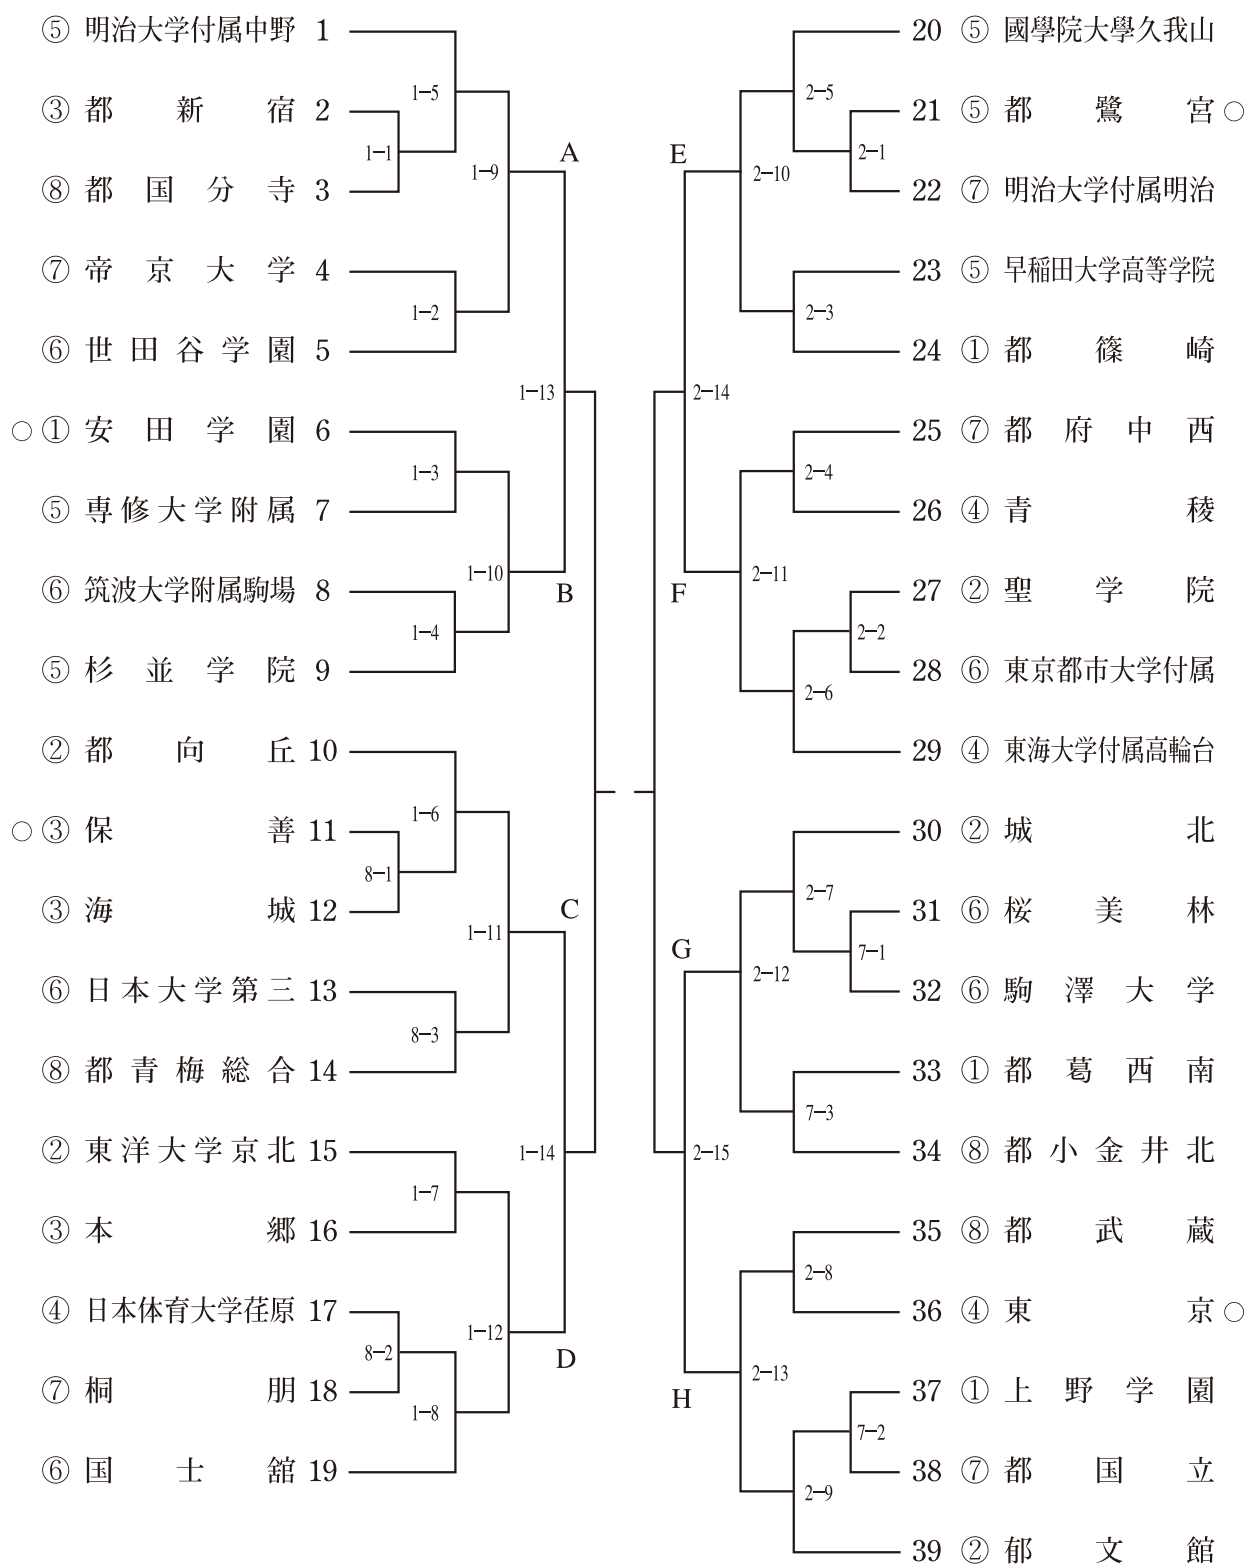 ⑤ 明治大学付属中野 1
1-5
③ 都新宿 2
1-1
⑧ 都国分寺 3
1-9
A
⑦ 帝京大学 4
1-2
⑥ 世田谷学園 5
1-13
○ ① 安田学園 6
1-3
⑤ 専修大学附属 7
1-10
B
⑥ 筑波大学附属駒場 8
1-4
⑤ 杉並学院 9
② 都向丘 10
1-6
○ ③ 保善 11
8-1
③ 海城 12
1-11
C
⑥ 日本大学第三 13
8-3
⑧ 都青梅総合 14
② 東洋大学京北 15
1-14
1-7
③ 本郷 16
④ 日本体育大学荏原 17
1-12
D
8-2
⑦ 桐朋 18
1-8
⑥ 国士舘 19
20 ⑤ 國學院大學久我山
2-5
21 ⑤ 都鷺宮 ○
2-1
E
2-10
22 ⑦ 明治大学付属明治
23 ⑤ 早稲田大学高等学院
2-3
24 ① 都篠崎
2-14
25 ⑦ 都府中西
2-4
26 ④ 青稜
F
2-11
27 ② 聖学院
2-2
28 ⑥ 東京都市大学付属
2-6
29 ④ 東海大学付属高輪台
30 ② 城北
2-7
31 ⑥ 桜美林
7-1
G
2-12
32 ⑥ 駒澤大学
33 ① 都葛西南
7-3
34 ⑧ 都小金井北
2-15
35 ⑧ 都武蔵
2-8
36 ④ 東京 ○
H
2-13
37 ① 上野学園
7-2
38 ⑦ 都国立
2-9
39 ② 郁文館